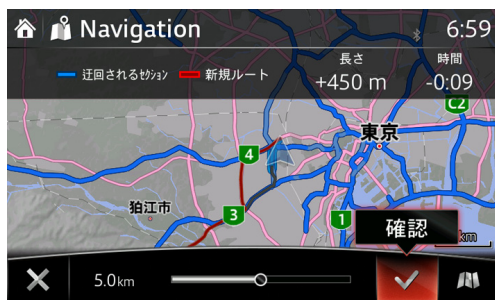 Navigation 6:59
迂回されるセクション 新規ルート
長さ 時間
+450 m -0:09
C2
東京
4
狛江市
3
1
確認
km
5.0km